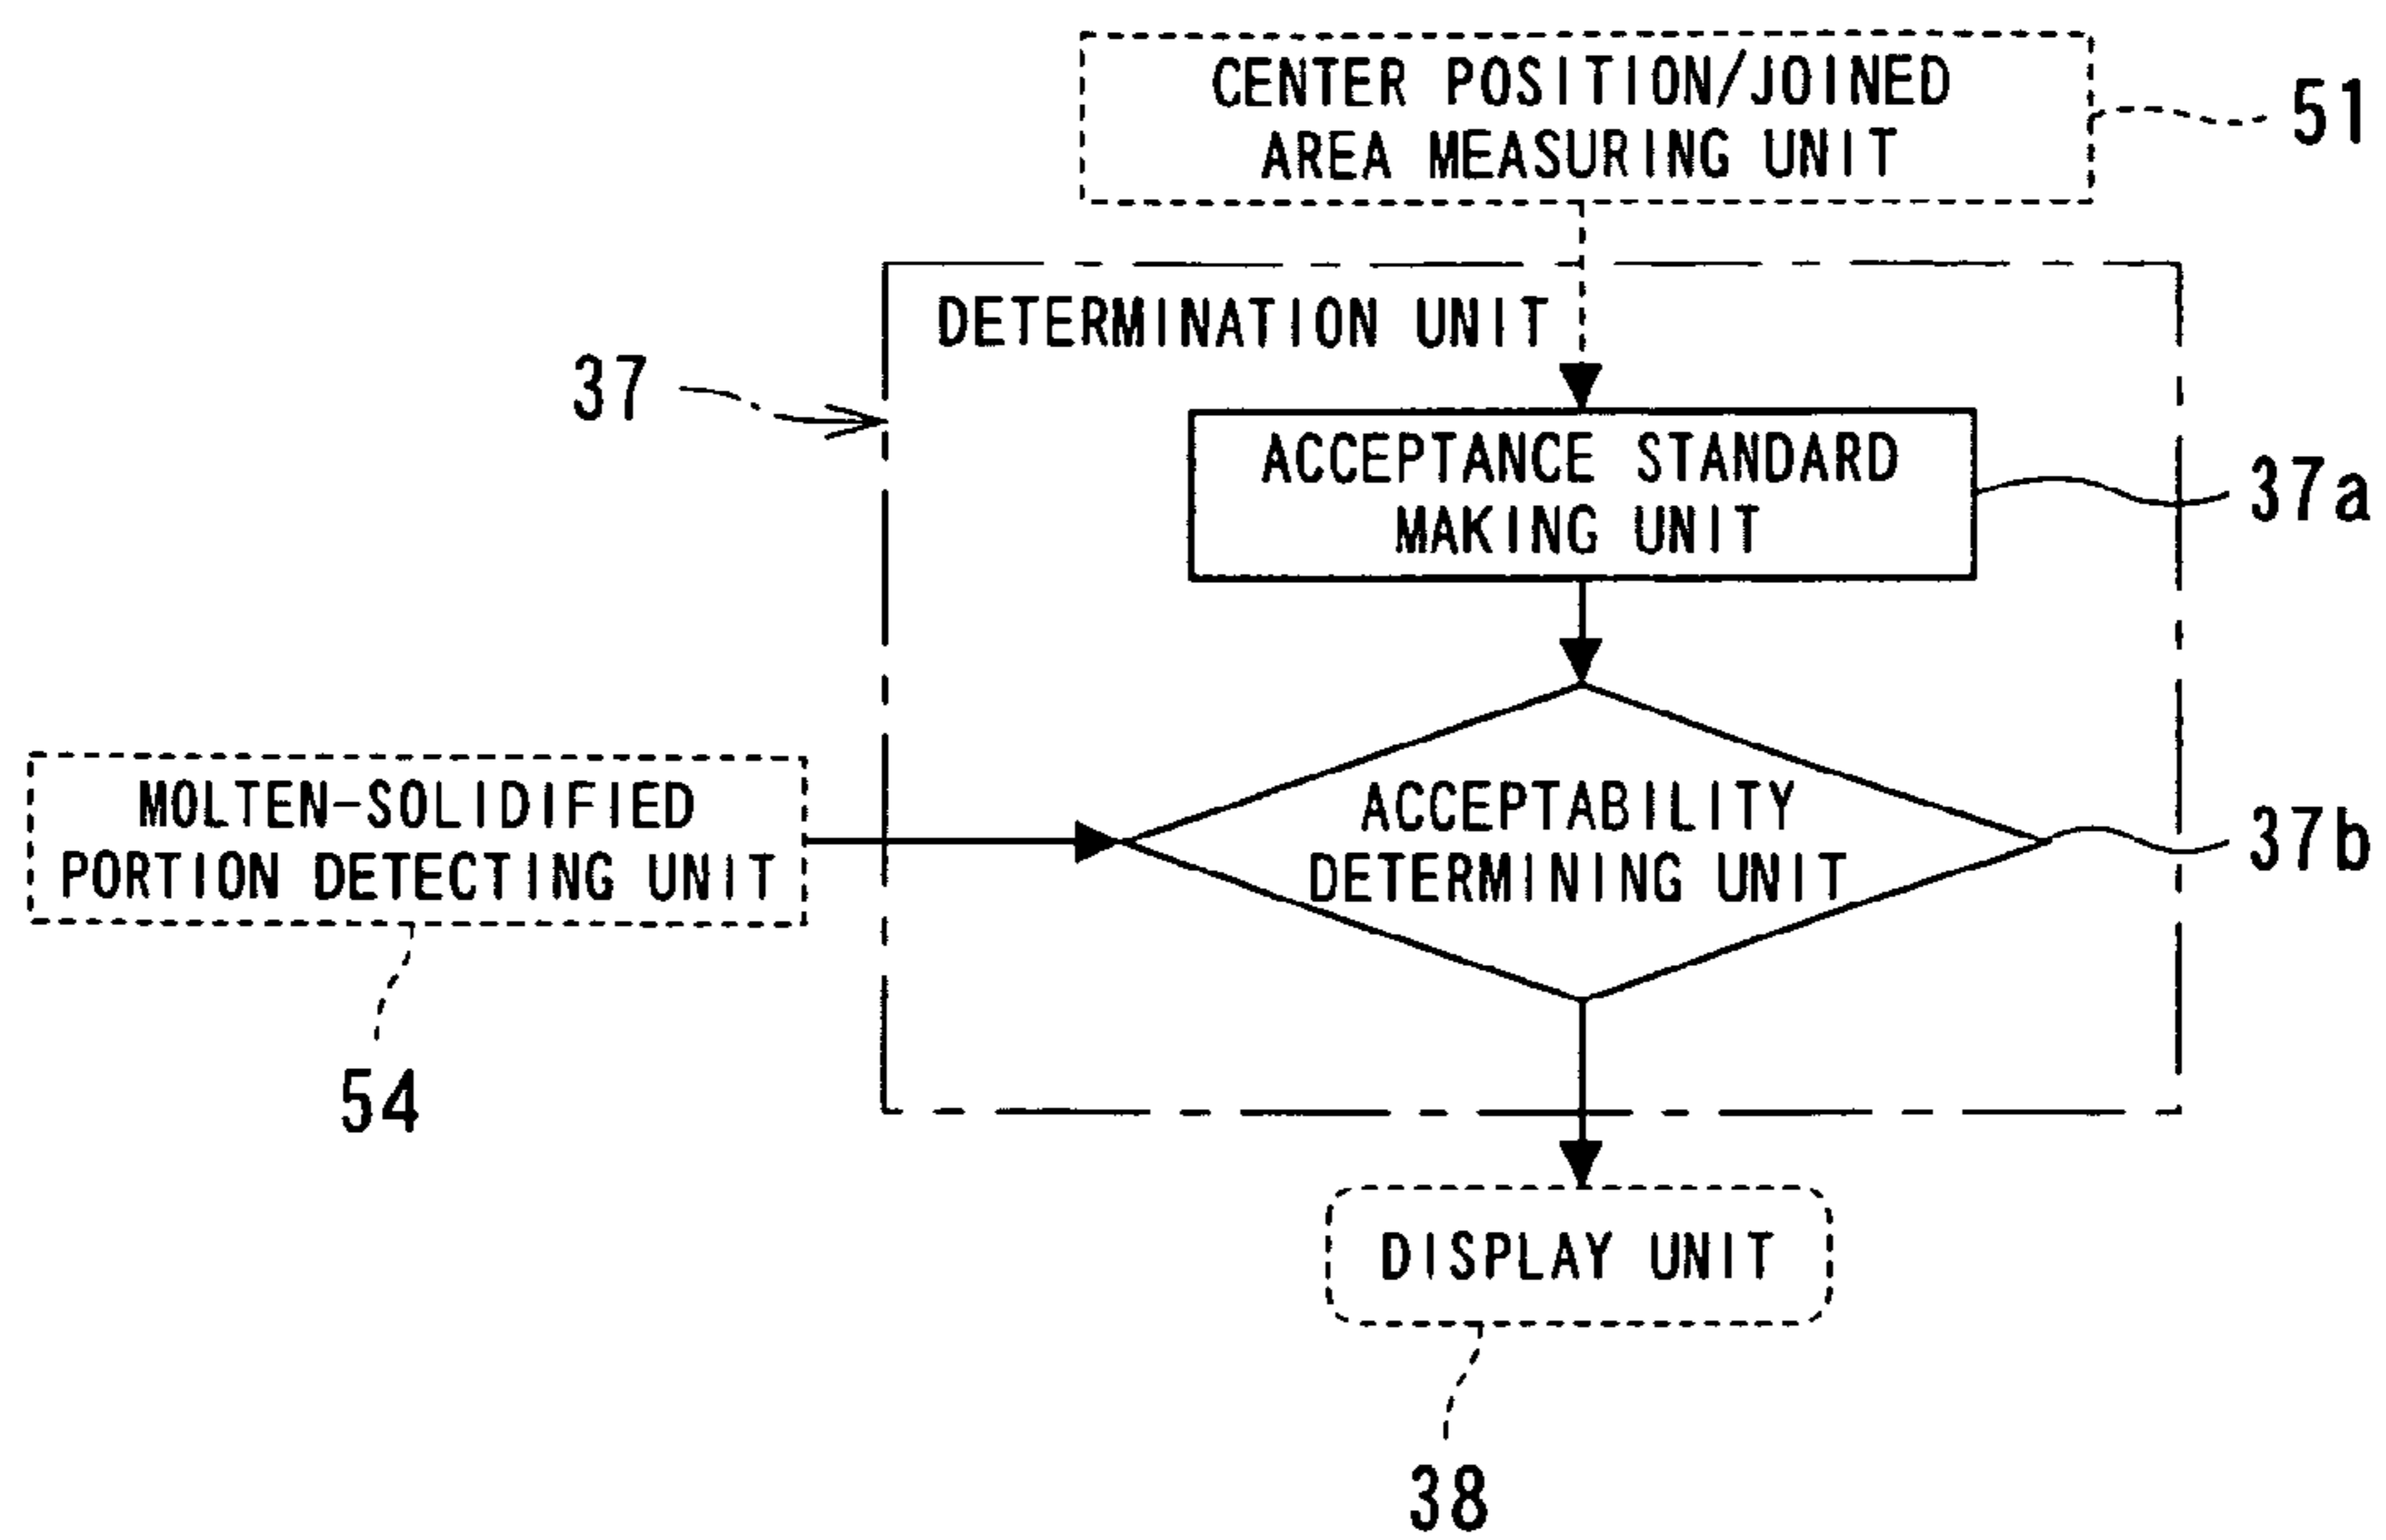 CENTER POSITION/JOINED
AREA MEASURING UNIT
51
DETERMINATION UNIT
37
ACCEPTANCE STANDARD
MAKING UNIT
37a
MOLTEN-SOLIDIFIED
PORTION DETECTING UNIT
54
ACCEPTABILITY
DETERMINING UNIT
37b
DISPLAY UNIT
38